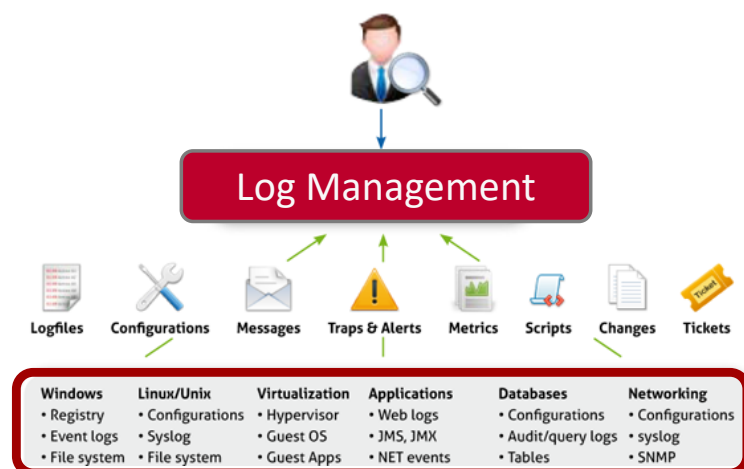 Log Management
Logfiles Configurations Messages Traps & Alerts Metrics Scripts Changes Tickets
Ticket
Windows Linux/Unix Virtualization Applications Databases Networking
• Registry • Configurations • Hypervisor • Web logs • Configurations • Configurations
• Event logs • Syslog • Guest OS • JMS, JMX • Audit/query logs • syslog
• File system • File system • Guest Apps • NET events • Tables • SNMP